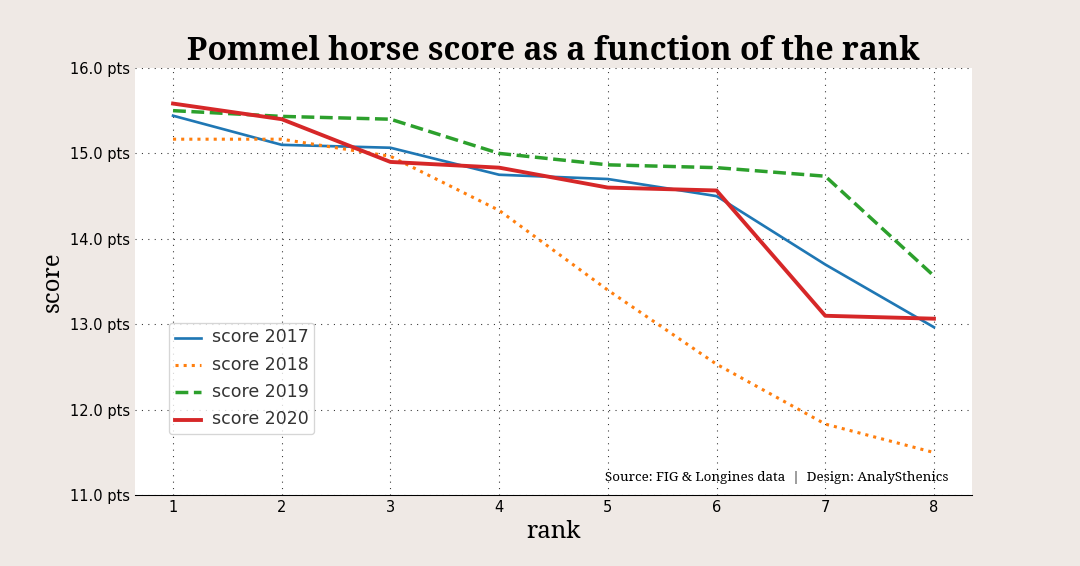 Pommel horse score as a function of the rank
16.0 pts
15.0 pts
14.0 pts
13.0 pts
12.0 pts
11.0 pts
score
score 2017
score 2018
score 2019
score 2020
Source: FIG & Longines data | Design: AnalySthenics
1 2 3 4 5 6 7 8
rank